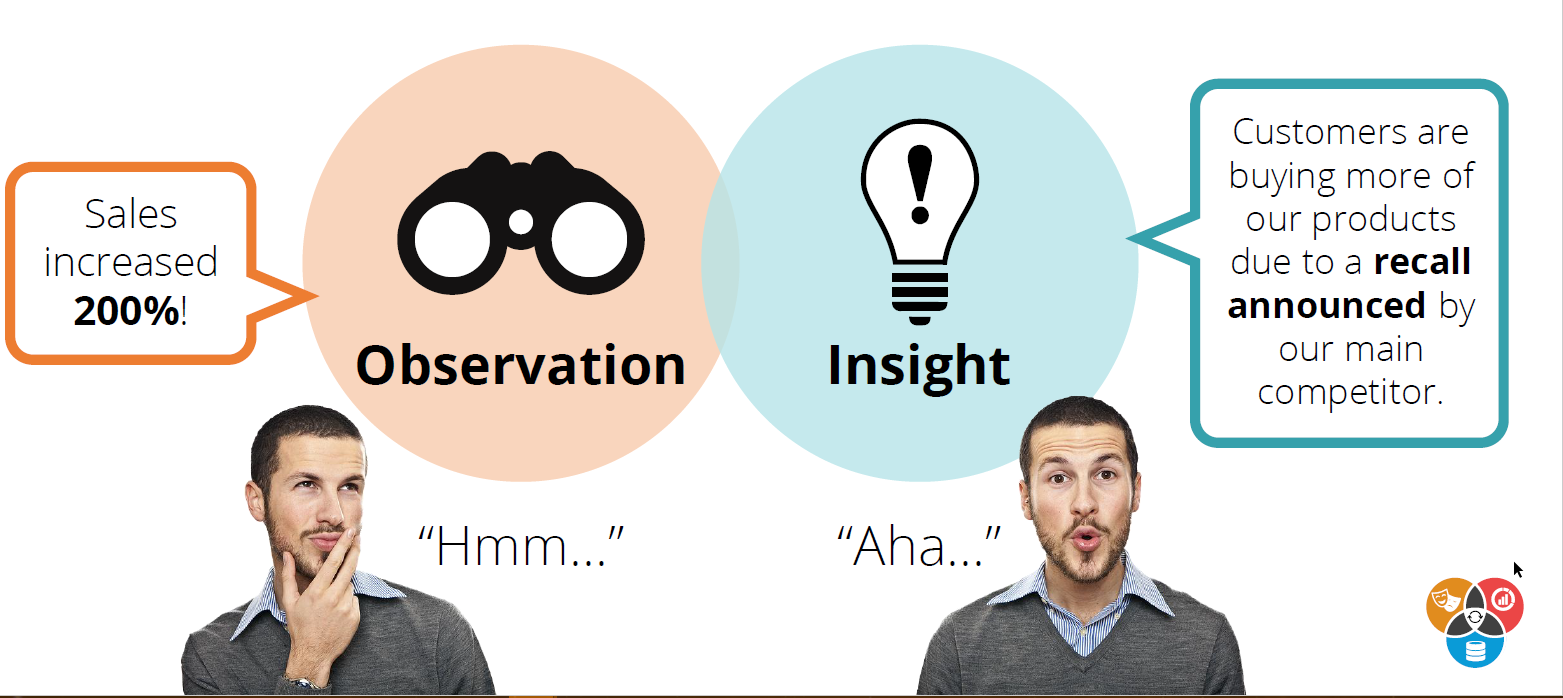 Sales
increased
200%!
Observation
“Hmm...”
Insight
“Aha...”
Customers are
buying more of
our products
due to a recall
announced by
our main
competitor.